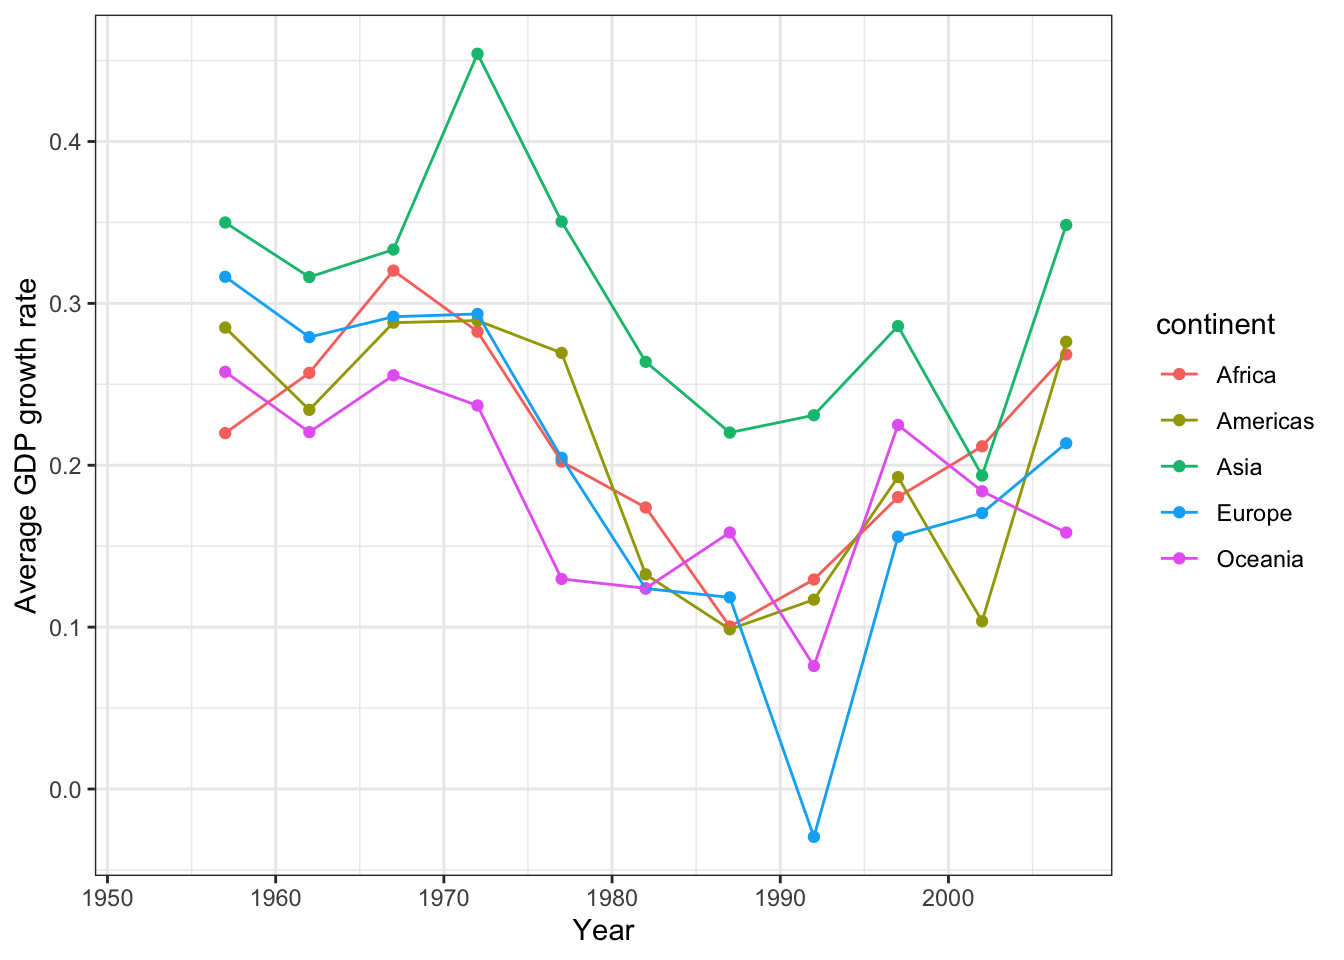 0.4
0.3
0.2
0.1
0.0
Average GDP growth rate
1950 1960 1970 1980 1990 2000
Year
continent
Africa
Americas
Asia
Europe
Oceania